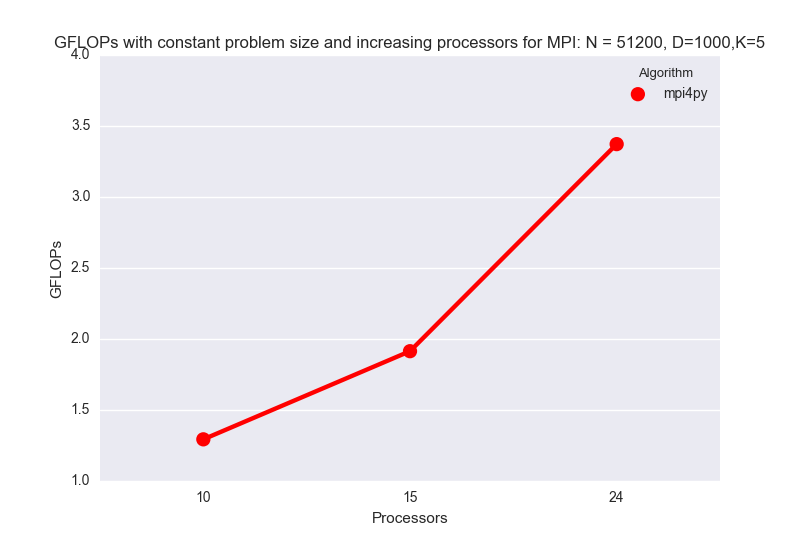 GFLOPs with constant problem size and increasing processors for MPI: N = 51200, D=1000,K=5
4.0
Algorithm
mpi4py
3.5
3.0
2.5
GFLOPs
2.0
1.5
1.0
10 15 24
Processors